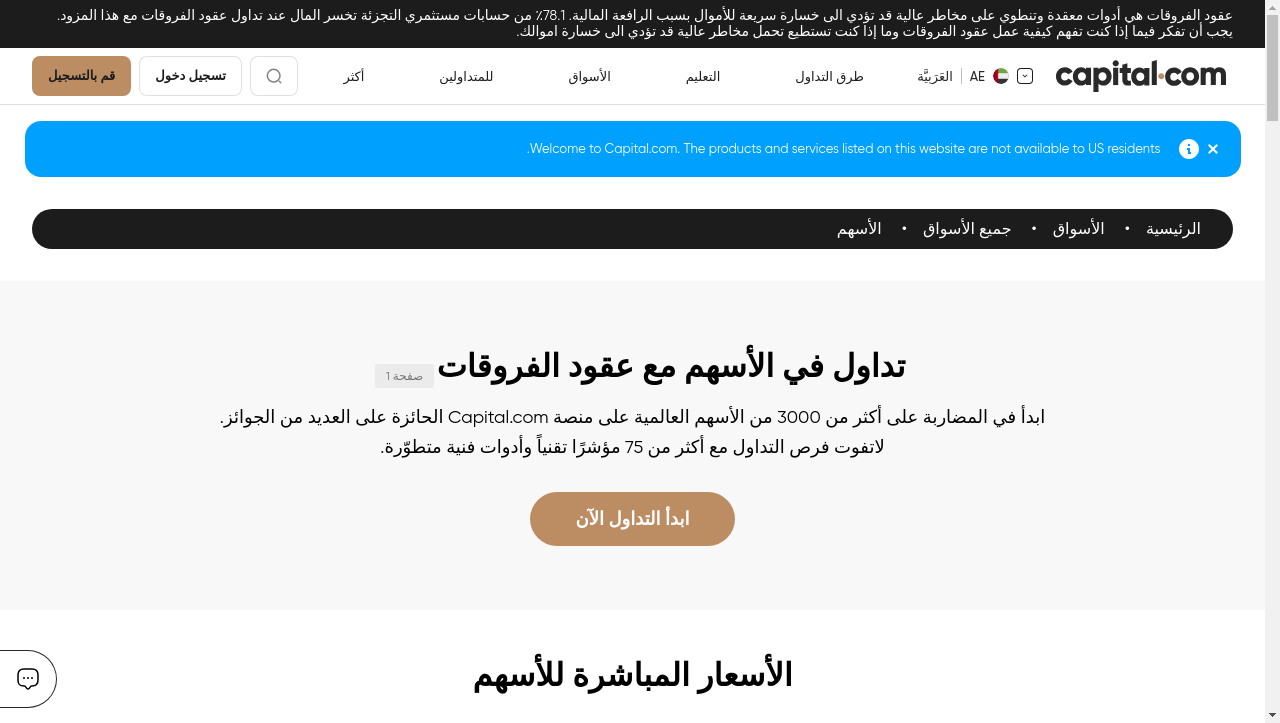 عقود الفروقات هي أدوات معقدة وتنطوي على مخاطر عالية قد تؤدي الى خسارة سريعة للأموال بسبب الرافعة المالية. 78.1٪ من حسابات مستثمري التجزئة تخسر المال عند تداول عقود الفروقات مع هذا المزود.
يجب أن تفكر فيما إذا كنت تفهم كيفية عمل عقود الفروقات وما إذا كنت تستطيع تحمل مخاطر عالية قد تؤدي الى خسارة اموالك.
capital.com
AE العَرَبِيَّة
طرق التداول
التعليم
الأسواق
للمتداولين
أكثر
تسجيل دخول
قم بالتسجيل
Welcome to Capital.com. The products and services listed on this website are not available to US residents.
الرئيسية • الأسواق • جميع الأسواق • الأسهم
تداول في الأسهم مع عقود الفروقات صفحة 1
ابدأ في المضاربة على أكثر من 3000 من الأسهم العالمية على منصة Capital.com الحائزة على العديد من الجوائز.
لاتفوت فرص التداول مع أكثر من 75 مؤشرًا تقنياً وأدوات فنية متطوّرة.
ابدأ التداول الآن
الأسعار المباشرة للأسهم